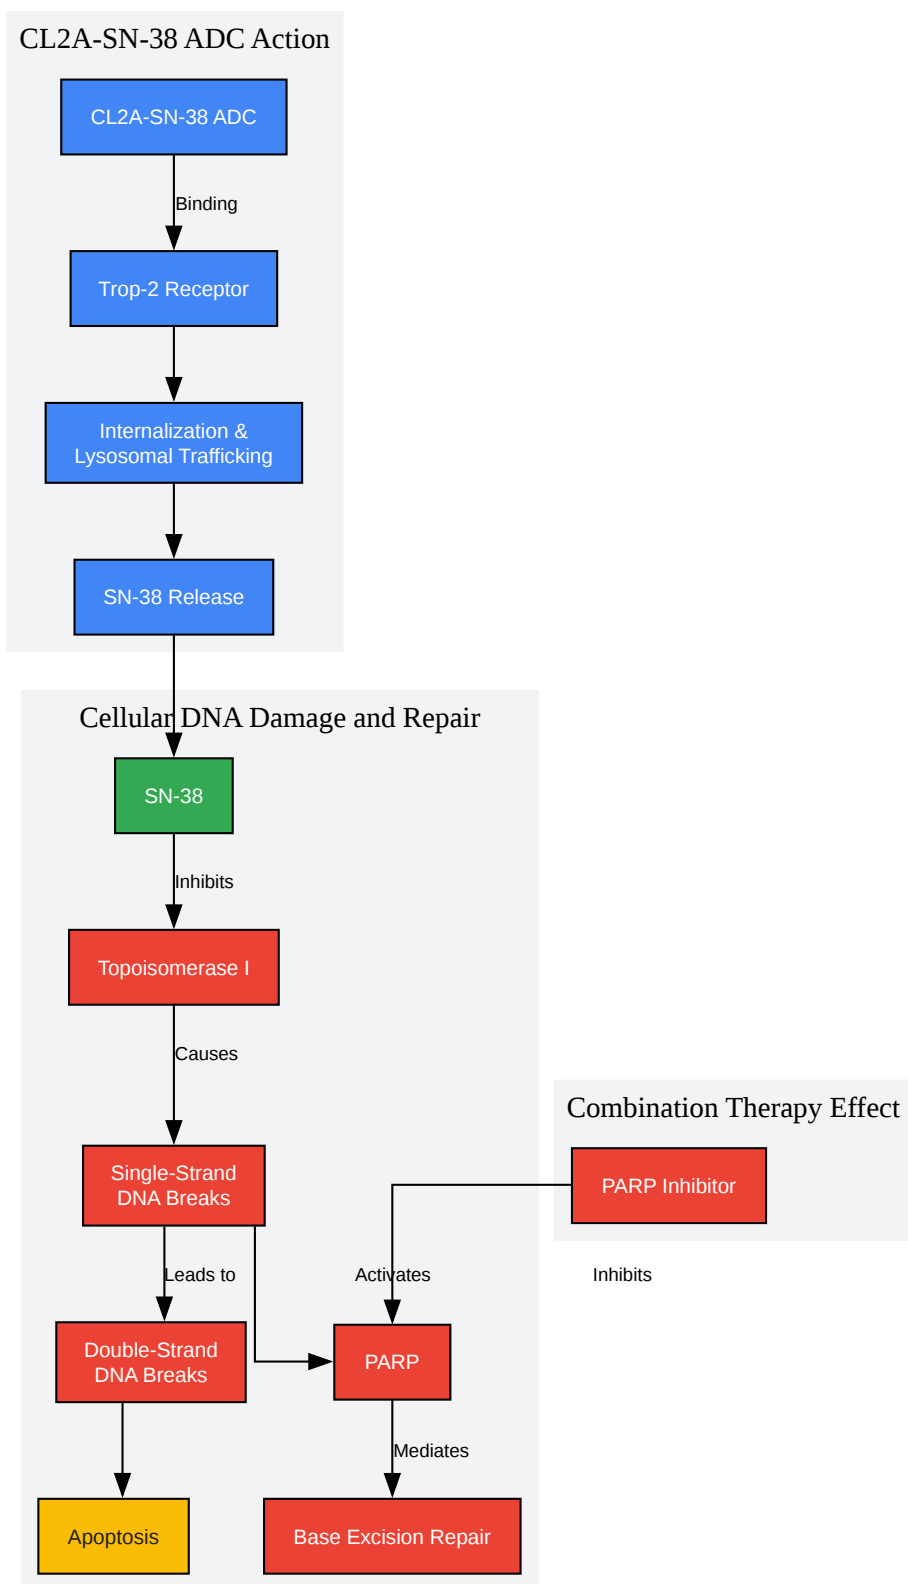 CL2A-SN-38 ADC Action
CL2A-SN-38 ADC
Binding
Trop-2 Receptor
Internalization &
Lysosomal Trafficking
SN-38 Release
Cellular DNA Damage and Repair
SN-38
Inhibits
Topoisomerase I
Causes
Combination Therapy Effect
Single-Strand
DNA Breaks
PARP Inhibitor
Leads to
Activates
Inhibits
Double-Strand
DNA Breaks
PARP
Mediates
Apoptosis
Base Excision Repair